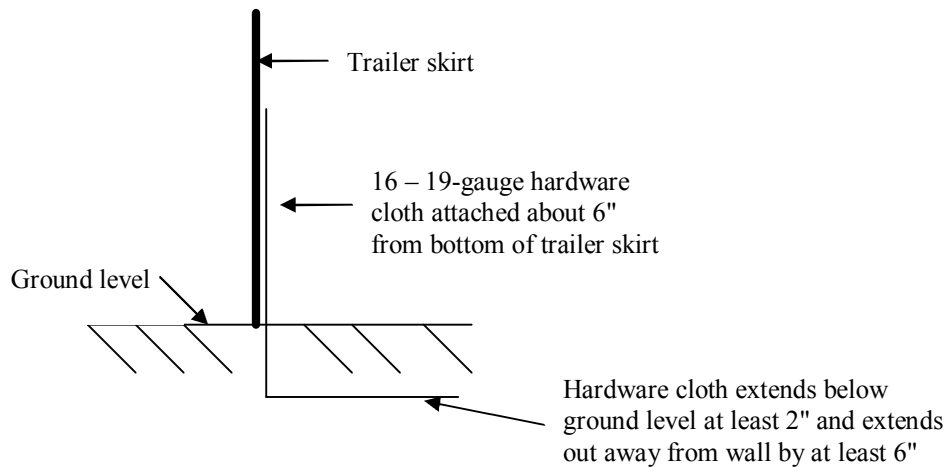 Trailer skirt
16 – 19-gauge hardware
cloth attached about 6"
from bottom of trailer skirt
Ground level
Hardware cloth extends below
ground level at least 2" and extends
out away from wall by at least 6"